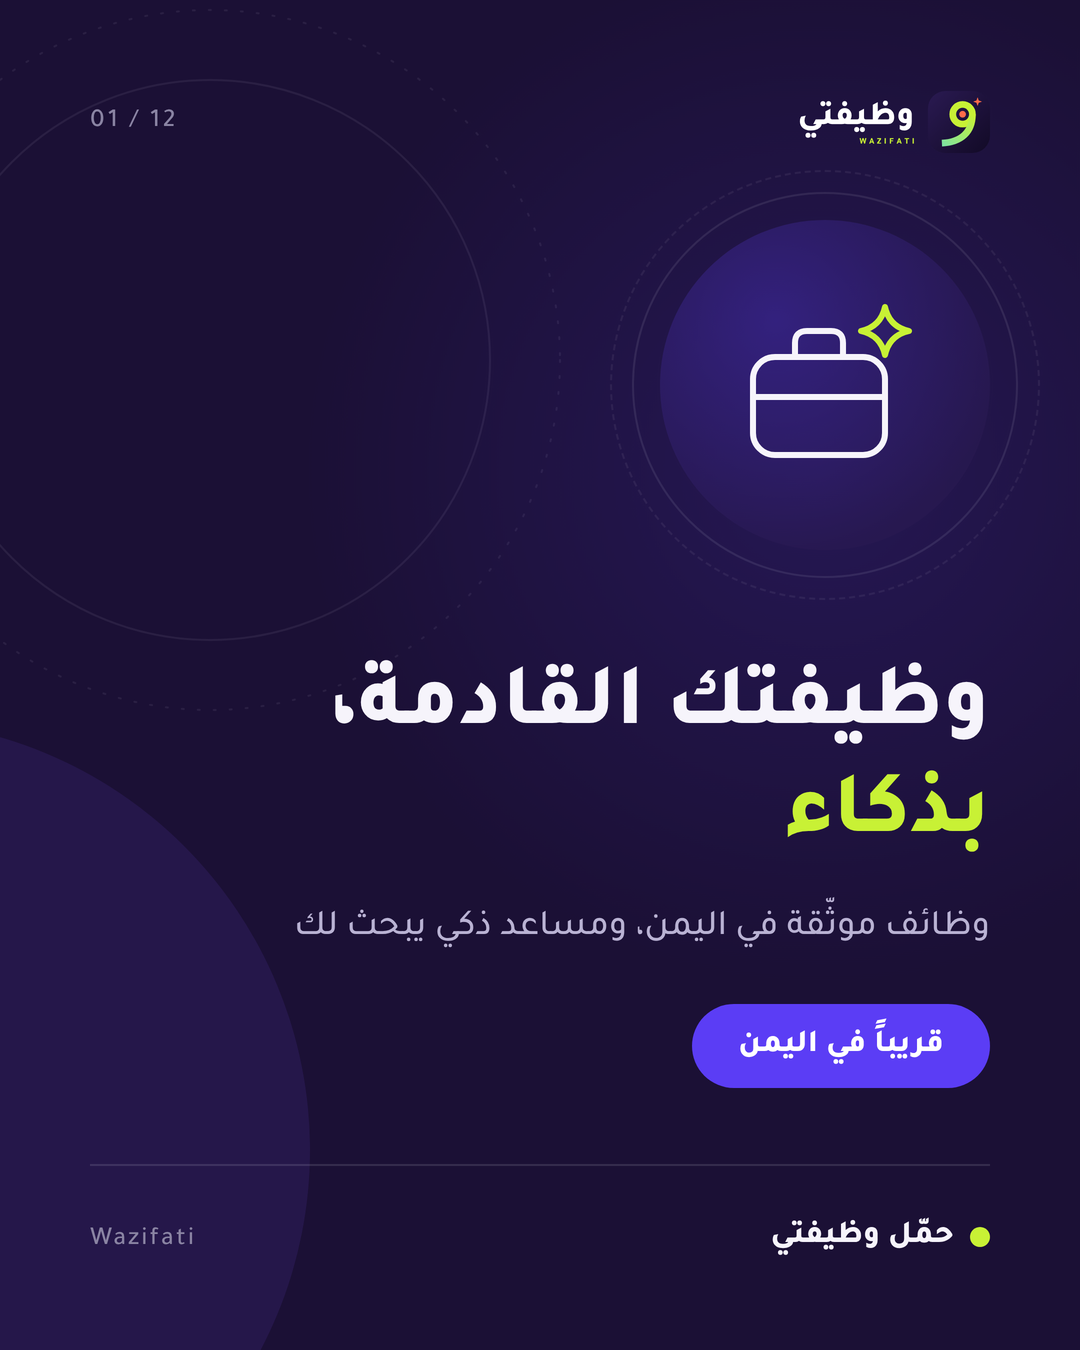 وظيفتي
WAZIFATI
01 / 12
وظيفتك القادمة،
بذكاء
وظائف موثّقة في اليمن، ومساعد ذكي يبحث لك
قريباً في اليمن
حمّل وظيفتي
Wazifati